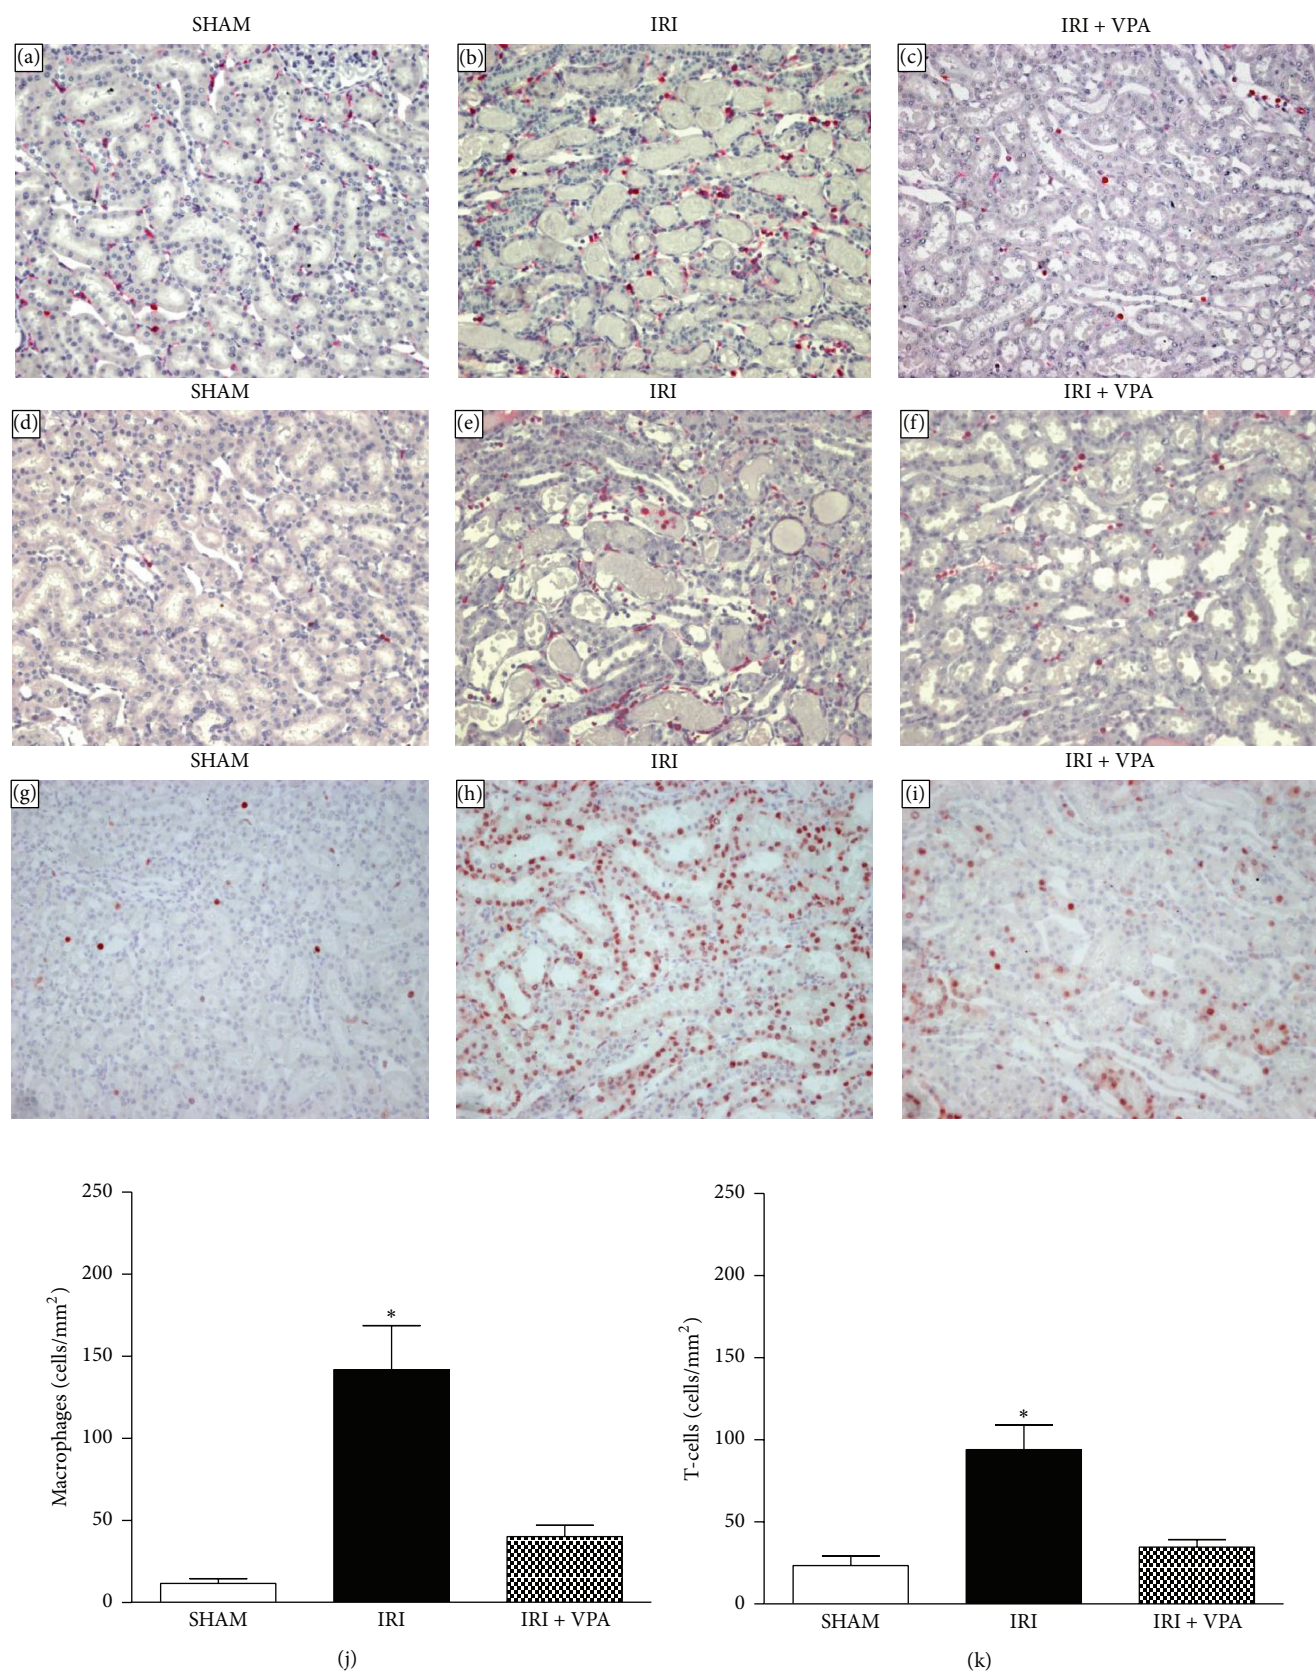 SHAM
IRI
IRI + VPA
(a)
(b)
(c)
SHAM
IRI
IRI + VPA
(d)
(e)
(f)
SHAM
IRI
IRI + VPA
(g)
(h)
(i)
Macrophages (cells/mm²)
250
200
150
100
50
0
*
SHAM
IRI
IRI + VPA
(j)
T-cells (cells/mm²)
250
200
150
100
50
0
*
SHAM
IRI
IRI + VPA
(k)